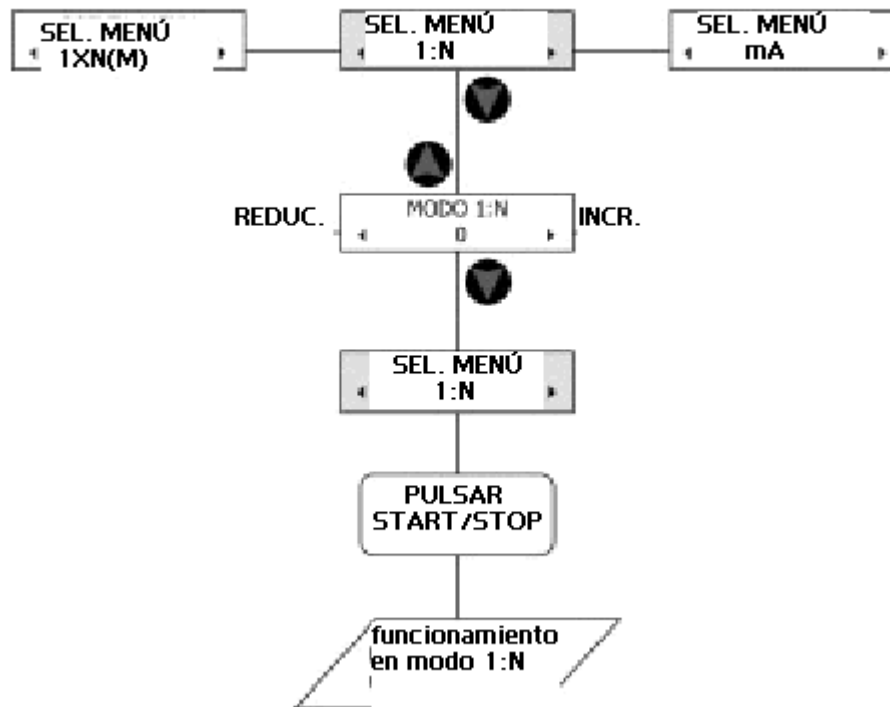 SEL. MENÚ
1XN(M)
SEL. MENÚ
1:N
SEL. MENÚ
mA
REDUC.
MODO 1:N
0
INCR.
SEL. MENÚ
1:N
PULSAR
START/STOP
funcionamiento
en modo 1:N